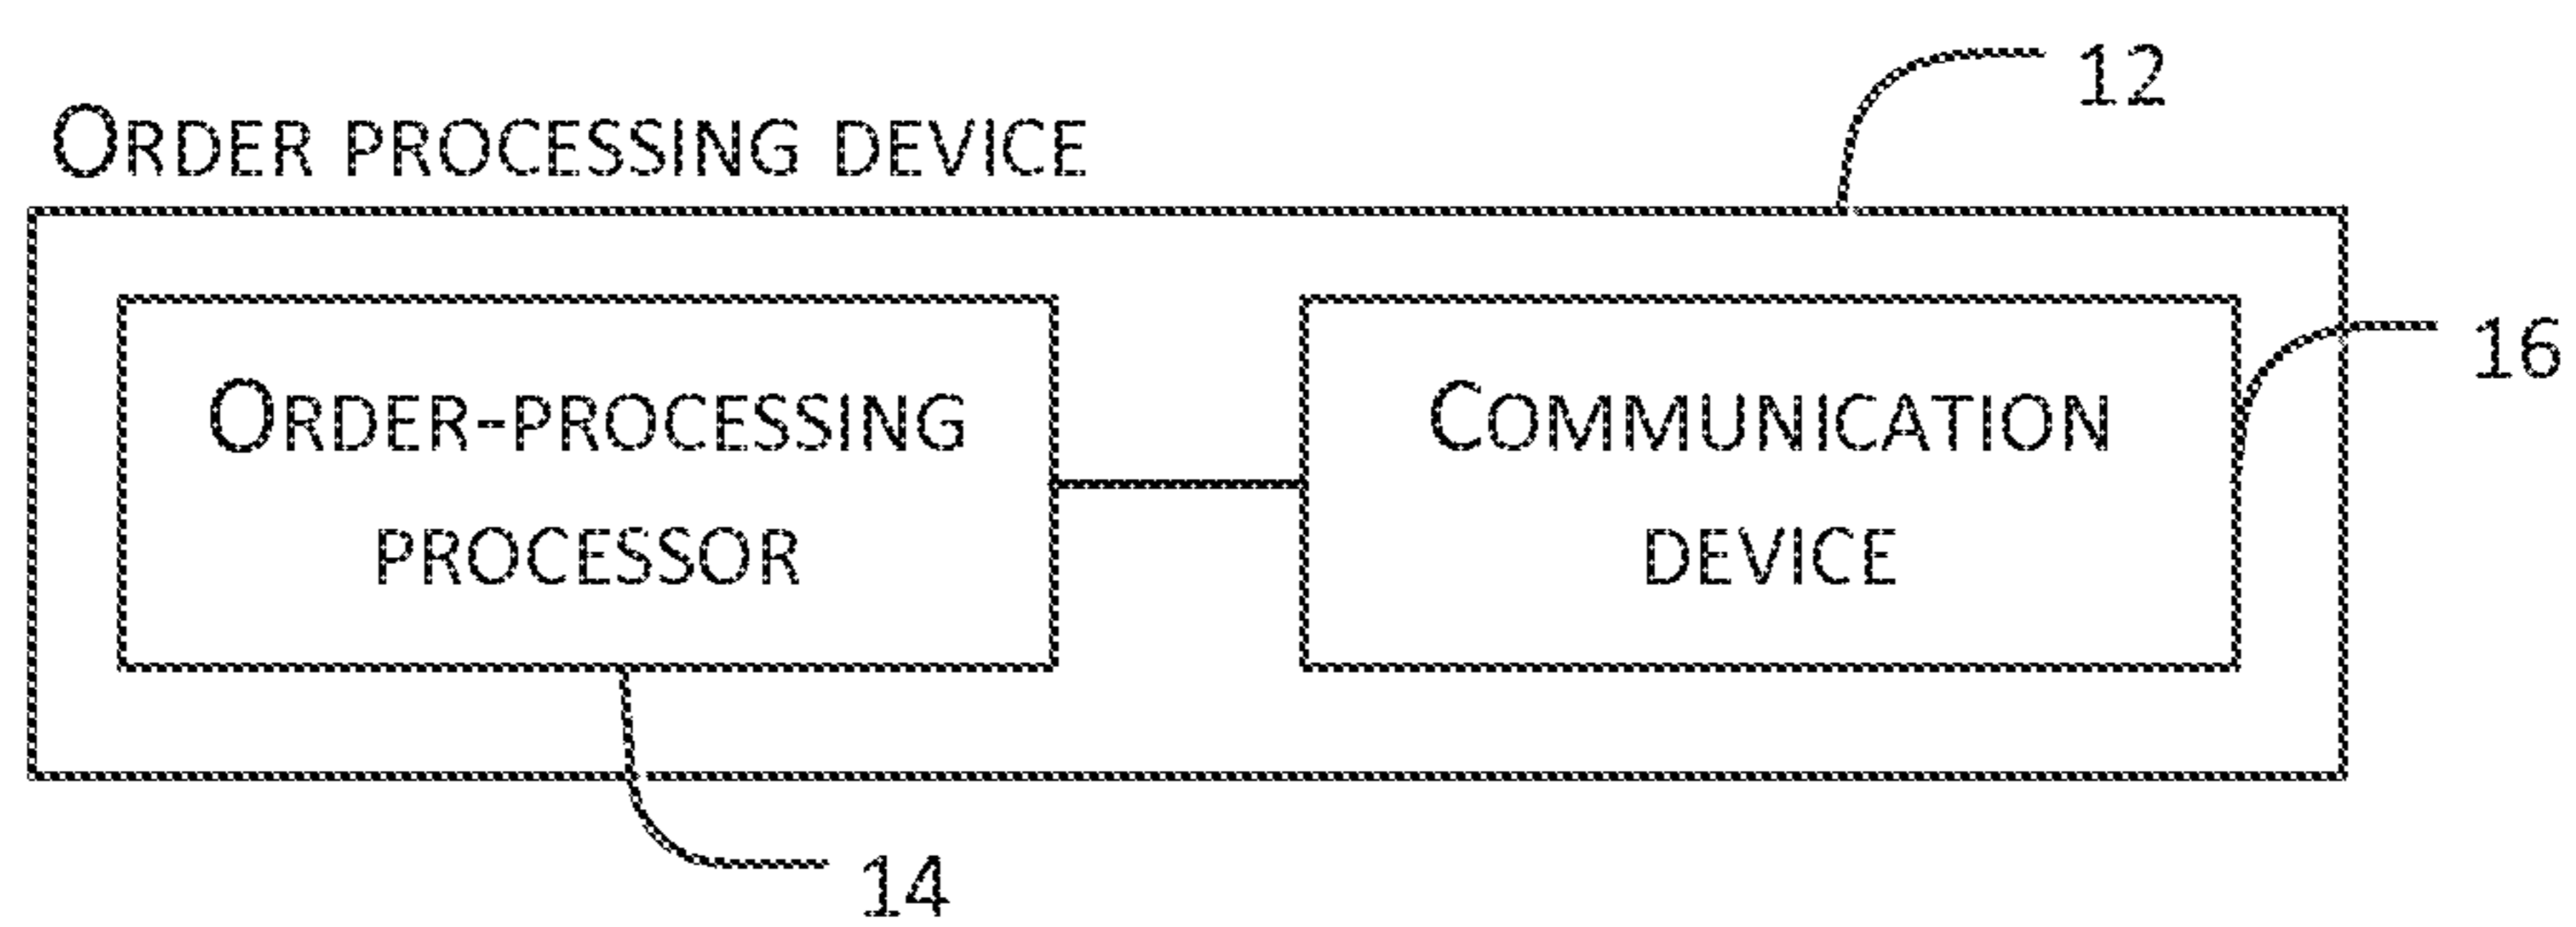 12
ORDER PROCESSING DEVICE
16
ORDER-PROCESSING
PROCESSOR
COMMUNICATION
DEVICE
14